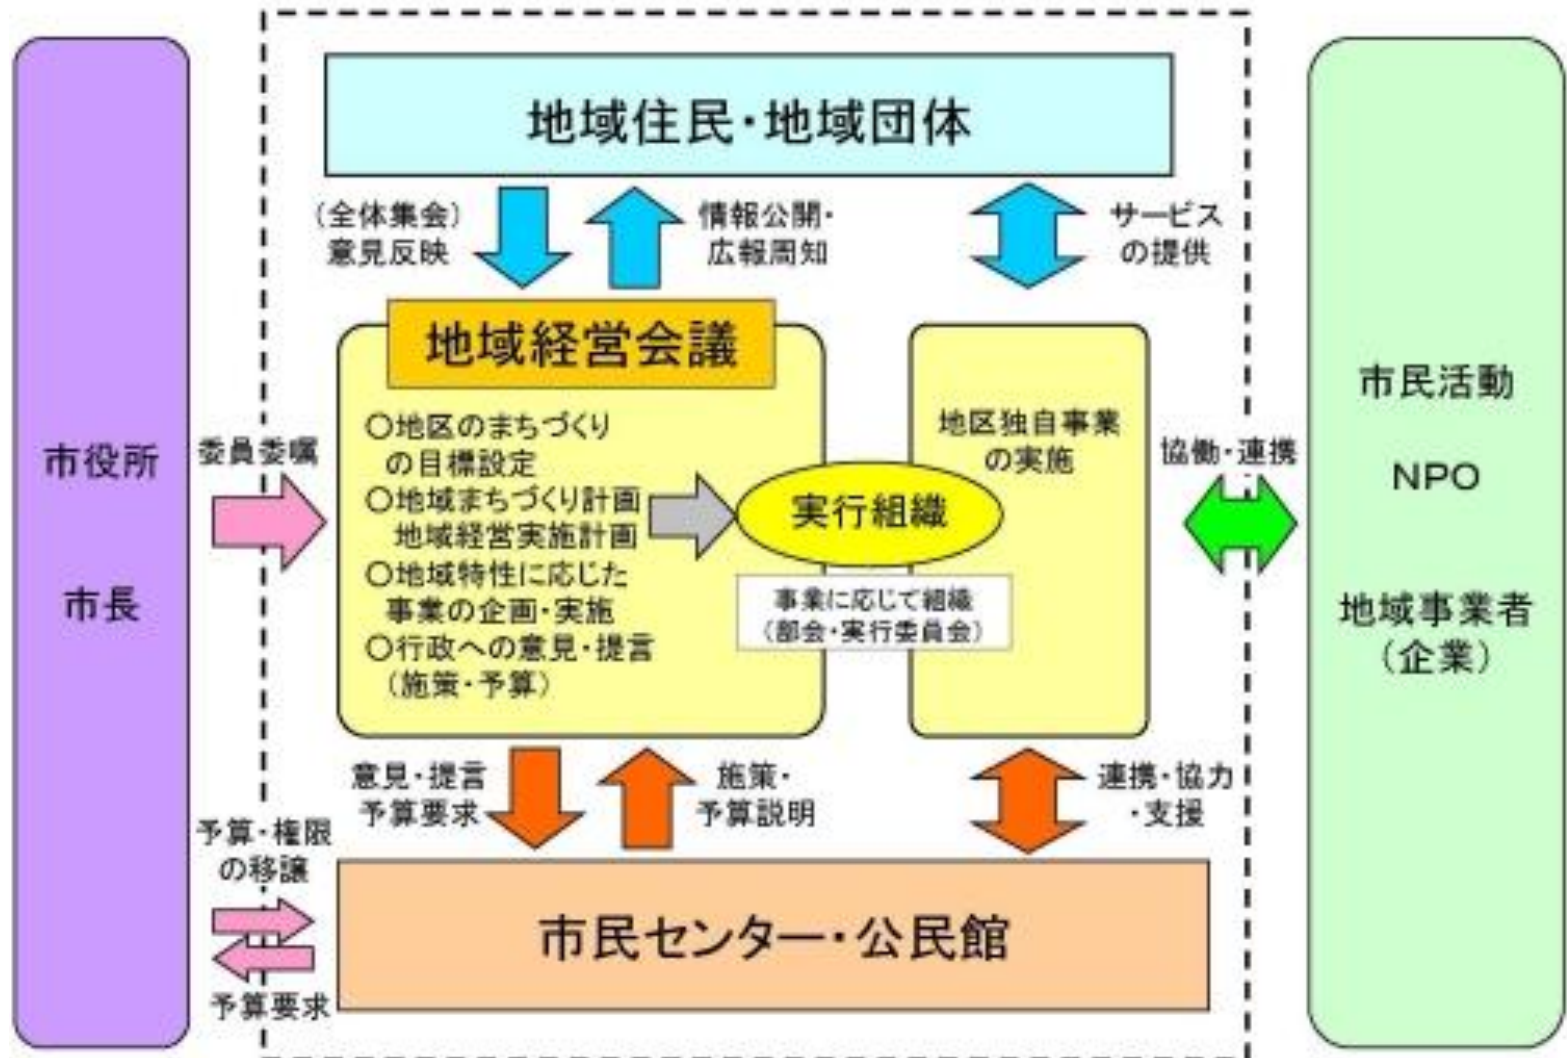 地域住民・地域団体
(全体集会)
意見反映
情報公開・
広報周知
サービス
の提供
地域経営会議
○地区のまちづくり
の目標設定
○地域まちづくり計画
地域経営実施計画
○地域特性に応じた
事業の企画・実施
○行政への意見・提言
(施策・予算)
地区独自事業
の実施
実行組織
事業に応じて組織
(部会・実行委員会)
市役所
市長
委員委嘱
協働・連携
市民活動
NPO
地域事業者
(企業)
意見・提言
予算要求
施策・
予算説明
連携・協力
・支援
予算・権限
の移譲
予算要求
市民センター・公民館